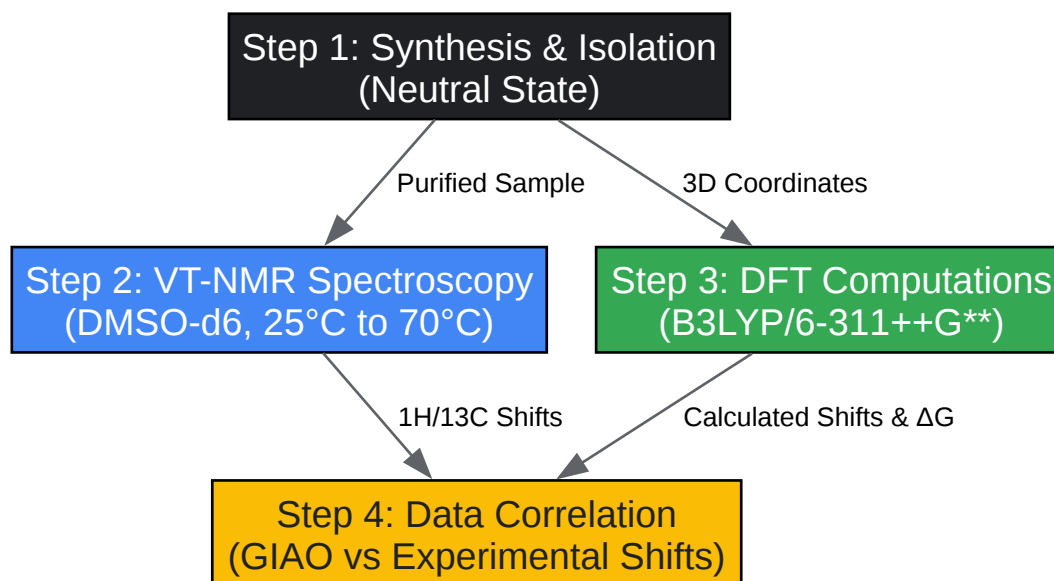 Step 1: Synthesis & Isolation
(Neutral State)
Purified Sample
3D Coordinates
Step 2: VT-NMR Spectroscopy
(DMSO-d6, 25°C to 70°C)
Step 3: DFT Computations
(B3LYP/6-311++G**)
1H/13C Shifts
Calculated Shifts & ΔG
Step 4: Data Correlation
(GIAO vs Experimental Shifts)